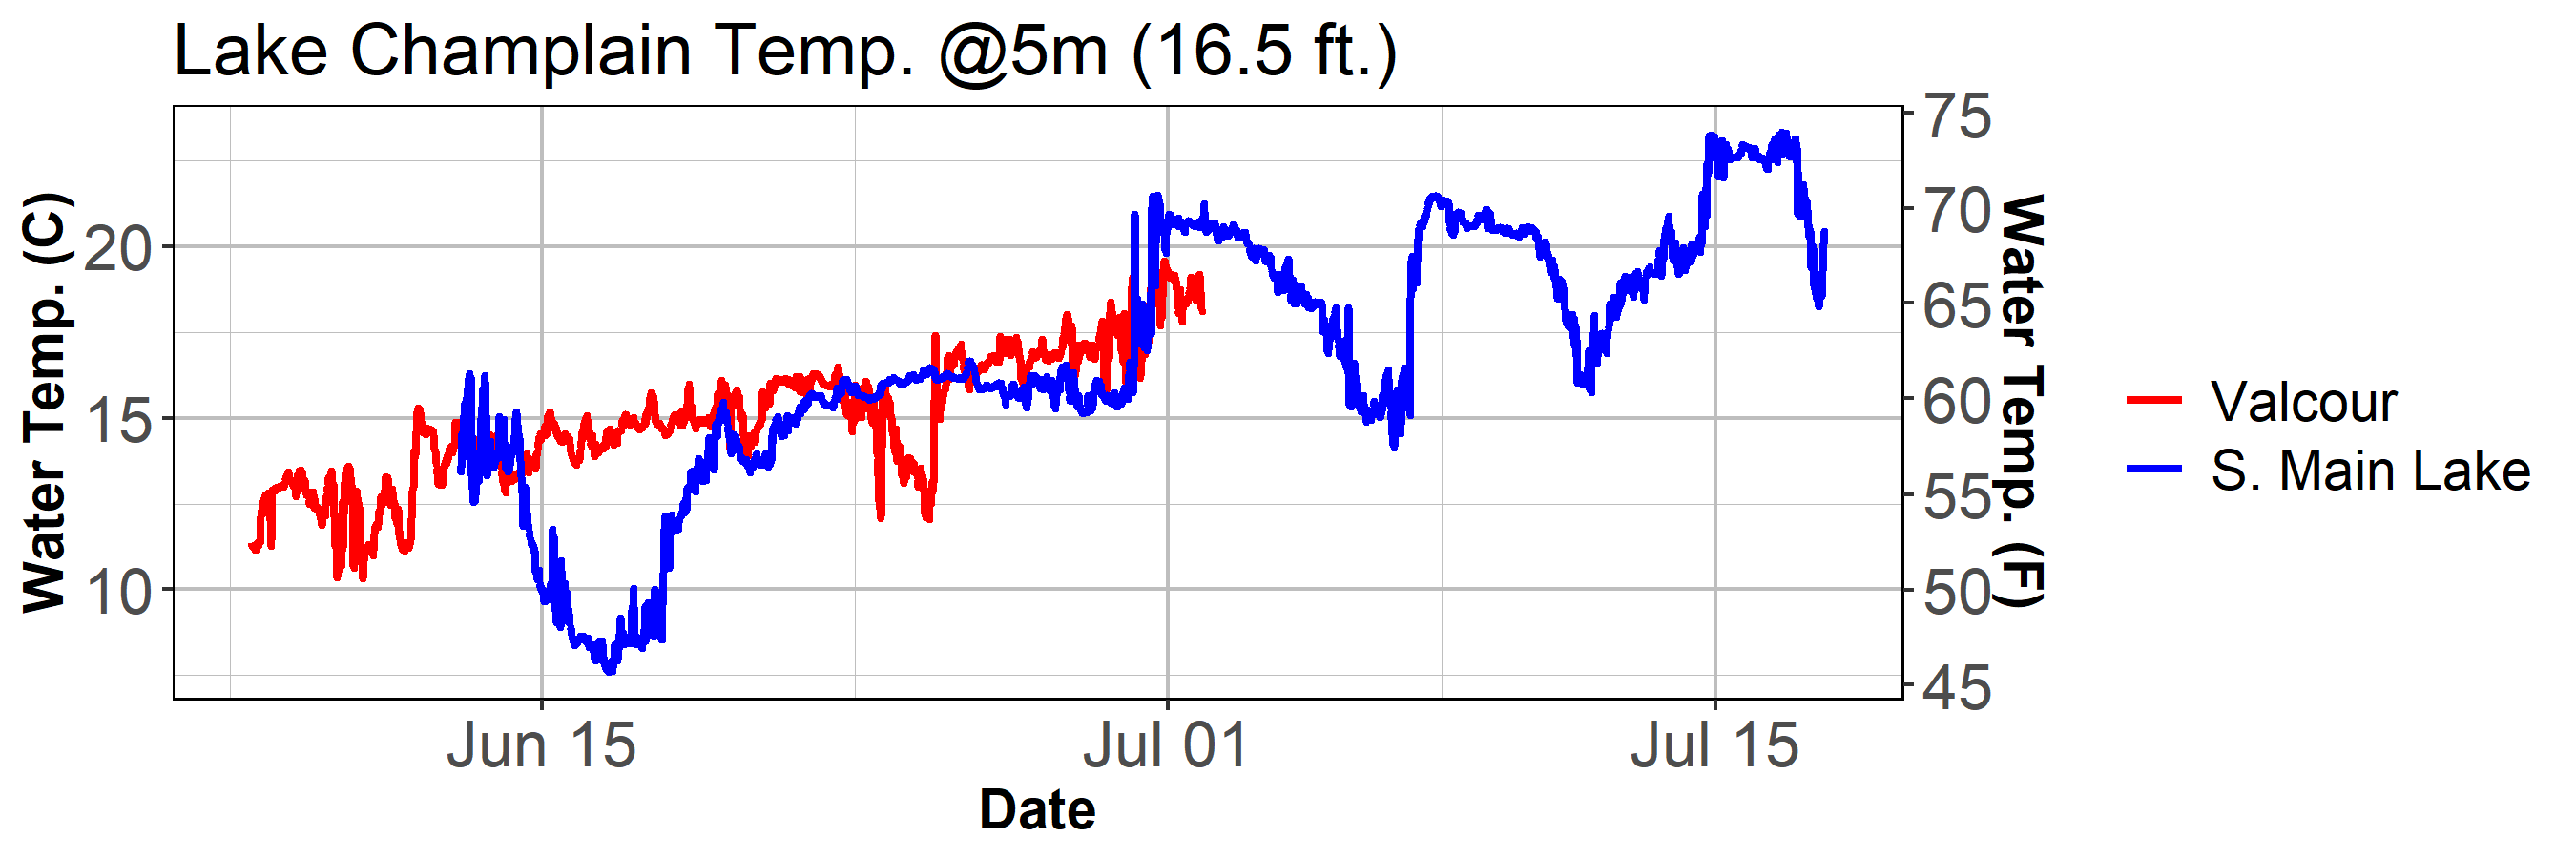 Lake Champlain Temp. @5m (16.5 ft.)
Water Temp. (C)
20
15
10
75
70
65
60
55
50
45
Water Temp. (F)
Jun 15
Jul 01
Jul 15
Date
Valcour
S. Main Lake